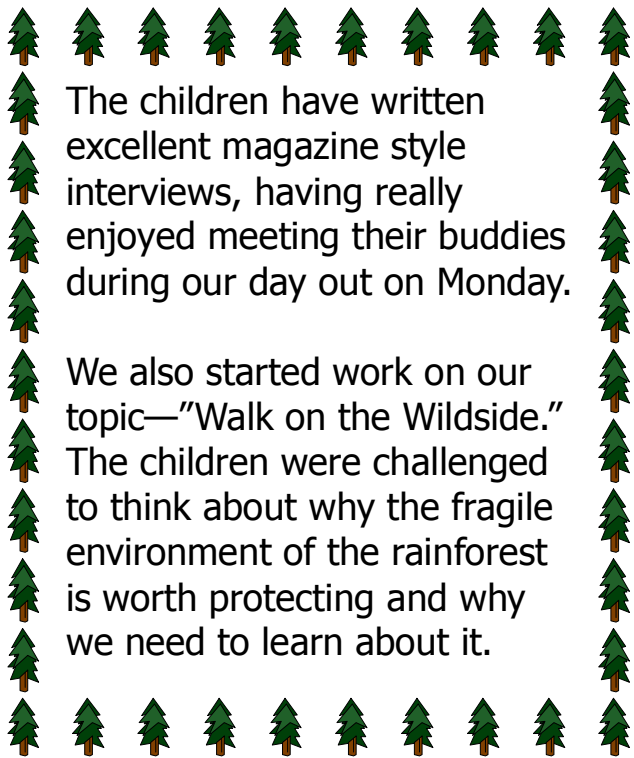 The children have written
excellent magazine style
interviews, having really
enjoyed meeting their buddies
during our day out on Monday.
We also started work on our
topic—”Walk on the Wildside.”
The children were challenged
to think about why the fragile
environment of the rainforest
is worth protecting and why
we need to learn about it.